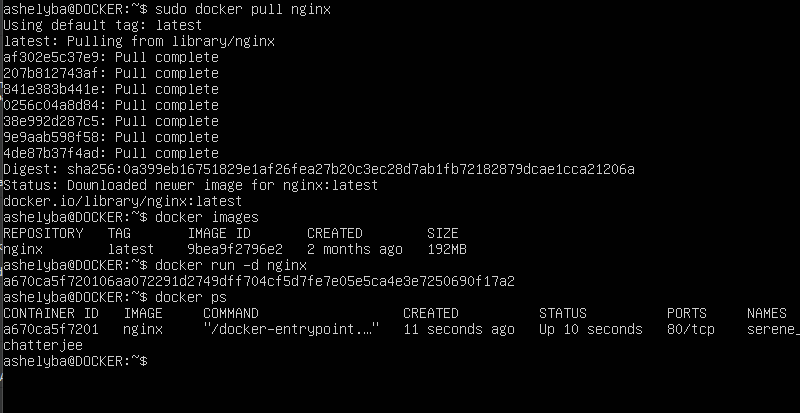 ashelyba@DOCKER:~$ sudo docker pull nginx
Using default tag: latest
latest: Pulling from library/nginx
af302e5c37e9: Pull complete
207b812743af: Pull complete
841e383b441e: Pull complete
0256c04a8d84: Pull complete
38e992d287c5: Pull complete
9e9aab598f58: Pull complete
4de87b37f4ad: Pull complete
Digest: sha256:0a399eb16751829e1af26fea27b20c3ec28d7ab1fb72182879dcae1cca21206a
Status: Downloaded newer image for nginx:latest
docker.io/library/nginx:latest
ashelyba@DOCKER:~$ docker images
REPOSITORY   TAG       IMAGE ID       CREATED        SIZE
nginx        latest    9bea9f2796e2   2 months ago   192MB
ashelyba@DOCKER:~$ docker run -d nginx
a670ca5f720106aa072291d2749dff704cf5d7fe7e05e5ca4e3e7250690f17a2
ashelyba@DOCKER:~$ docker ps
CONTAINER ID   IMAGE     COMMAND                  CREATED          STATUS          PORTS     NAMES
a670ca5f7201   nginx     "/docker-entrypoint.…"   11 seconds ago   Up 10 seconds   80/tcp    serene_
chatterjee
ashelyba@DOCKER:~$